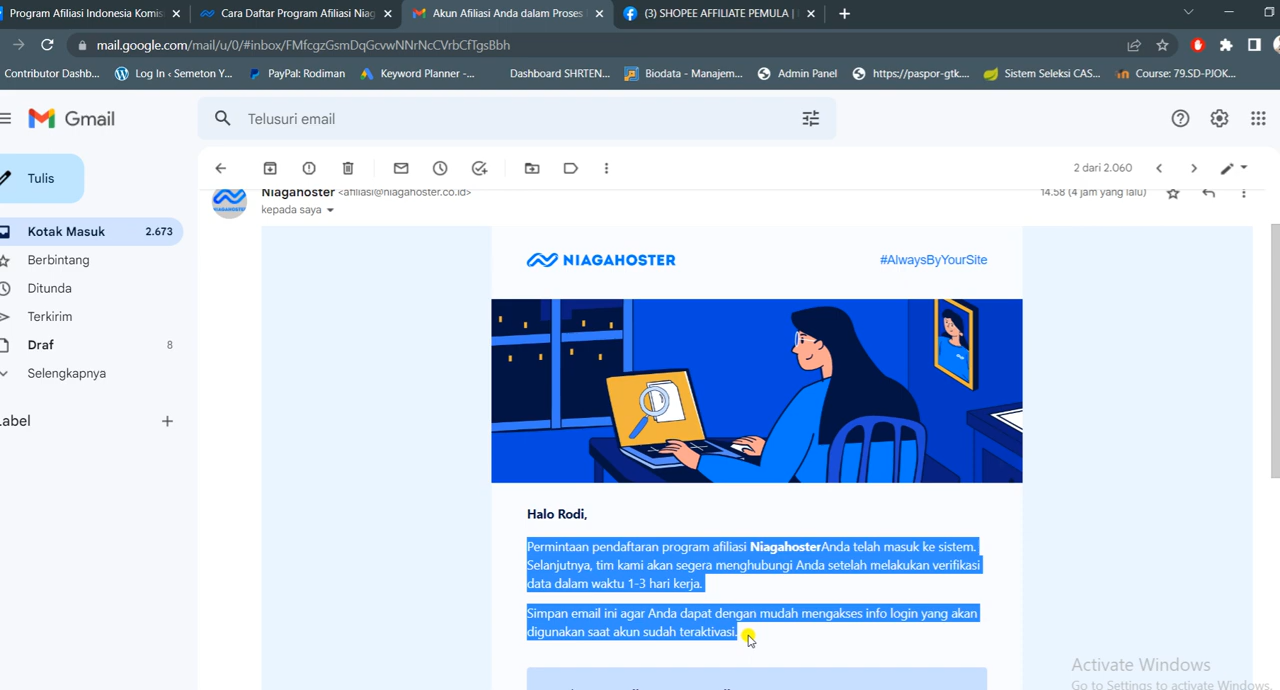 Program Afiliasi Indonesia Komis
Cara Daftar Program Afiliasi Niag
Akun Afiliasi Anda dalam Proses
(3) SHOPEE AFFILIATE PEMULA |
mail.google.com/mail/u/0/#inbox/FMfcgzGsmDqGcvwNNrNcCVrbCfTgsBbh
Contributor Dashb...
Log In ‹ Semeton Y...
PayPal: Rodiman
Keyword Planner -...
Dashboard SHRTEN...
Biodata - Manajem...
Admin Panel
https://paspor-gtk....
Sistem Seleksi CAS...
Course: 79.SD-PJOK...
Gmail
Telusuri email
Tulis
2 dari 2.060
Niagahoster <afiliasi@niagahoster.co.id>
14.58 (4 jam yang lalu)
kepada saya
Kotak Masuk 2.673
Berbintang
Ditunda
Terkirim
Draf 8
Selengkapnya
Label
NIAGAHOSTER
#AlwaysByYourSite
Halo Rodi,
Permintaan pendaftaran program afiliasi NiagahosterAnda telah masuk ke sistem.
Selanjutnya, tim kami akan segera menghubungi Anda setelah melakukan verifikasi
data dalam waktu 1-3 hari kerja.
Simpan email ini agar Anda dapat dengan mudah mengakses info login yang akan
digunakan saat akun sudah teraktivasi.
Activate Windows
Go to Settings to activate Windows.